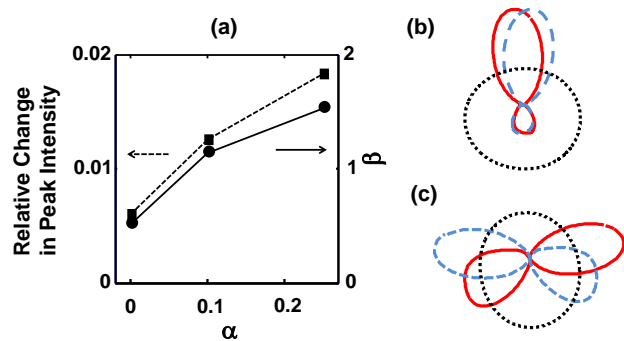 (a)
(b)
(c)
Relative Change
in Peak Intensity
0.02
0.01
0
2
1
0
β
0
0.1
0.2
α